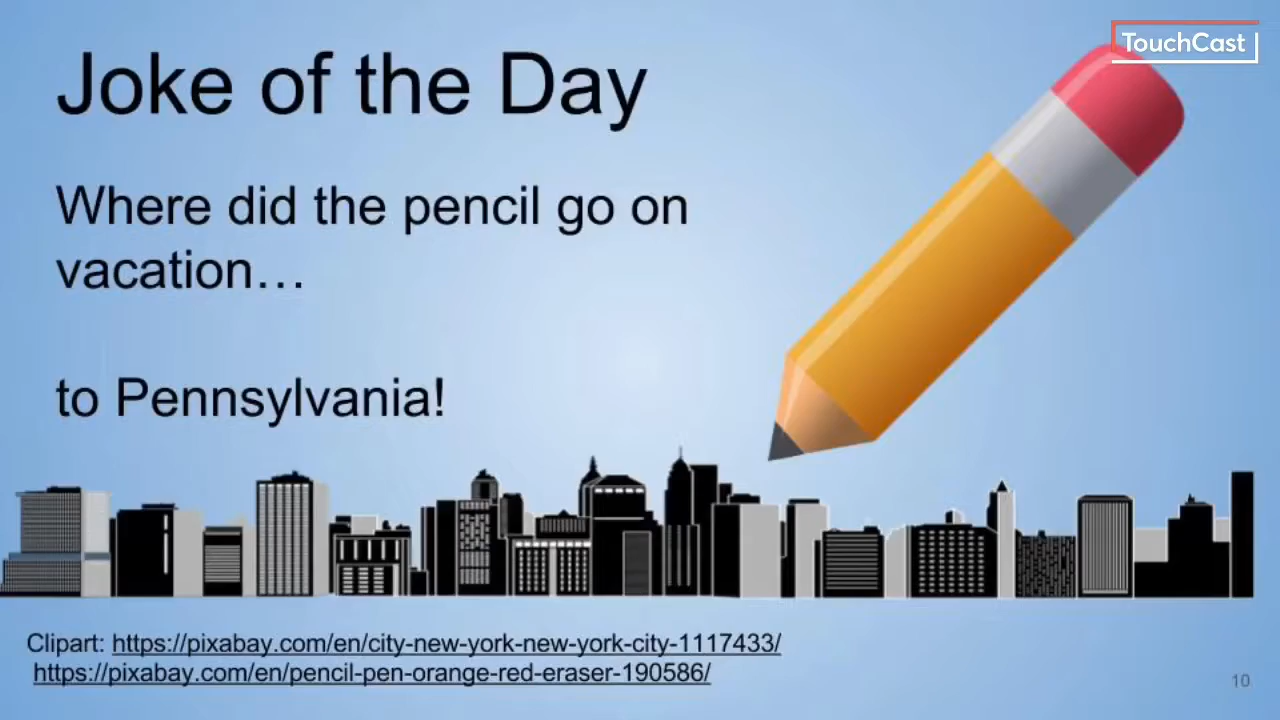 TouchCast
Joke of the Day
Where did the pencil go on
vacation…
to Pennsylvania!
Clipart: https://pixabay.com/en/city-new-york-new-york-city-1117433/
https://pixabay.com/en/pencil-pen-orange-red-eraser-190586/
10